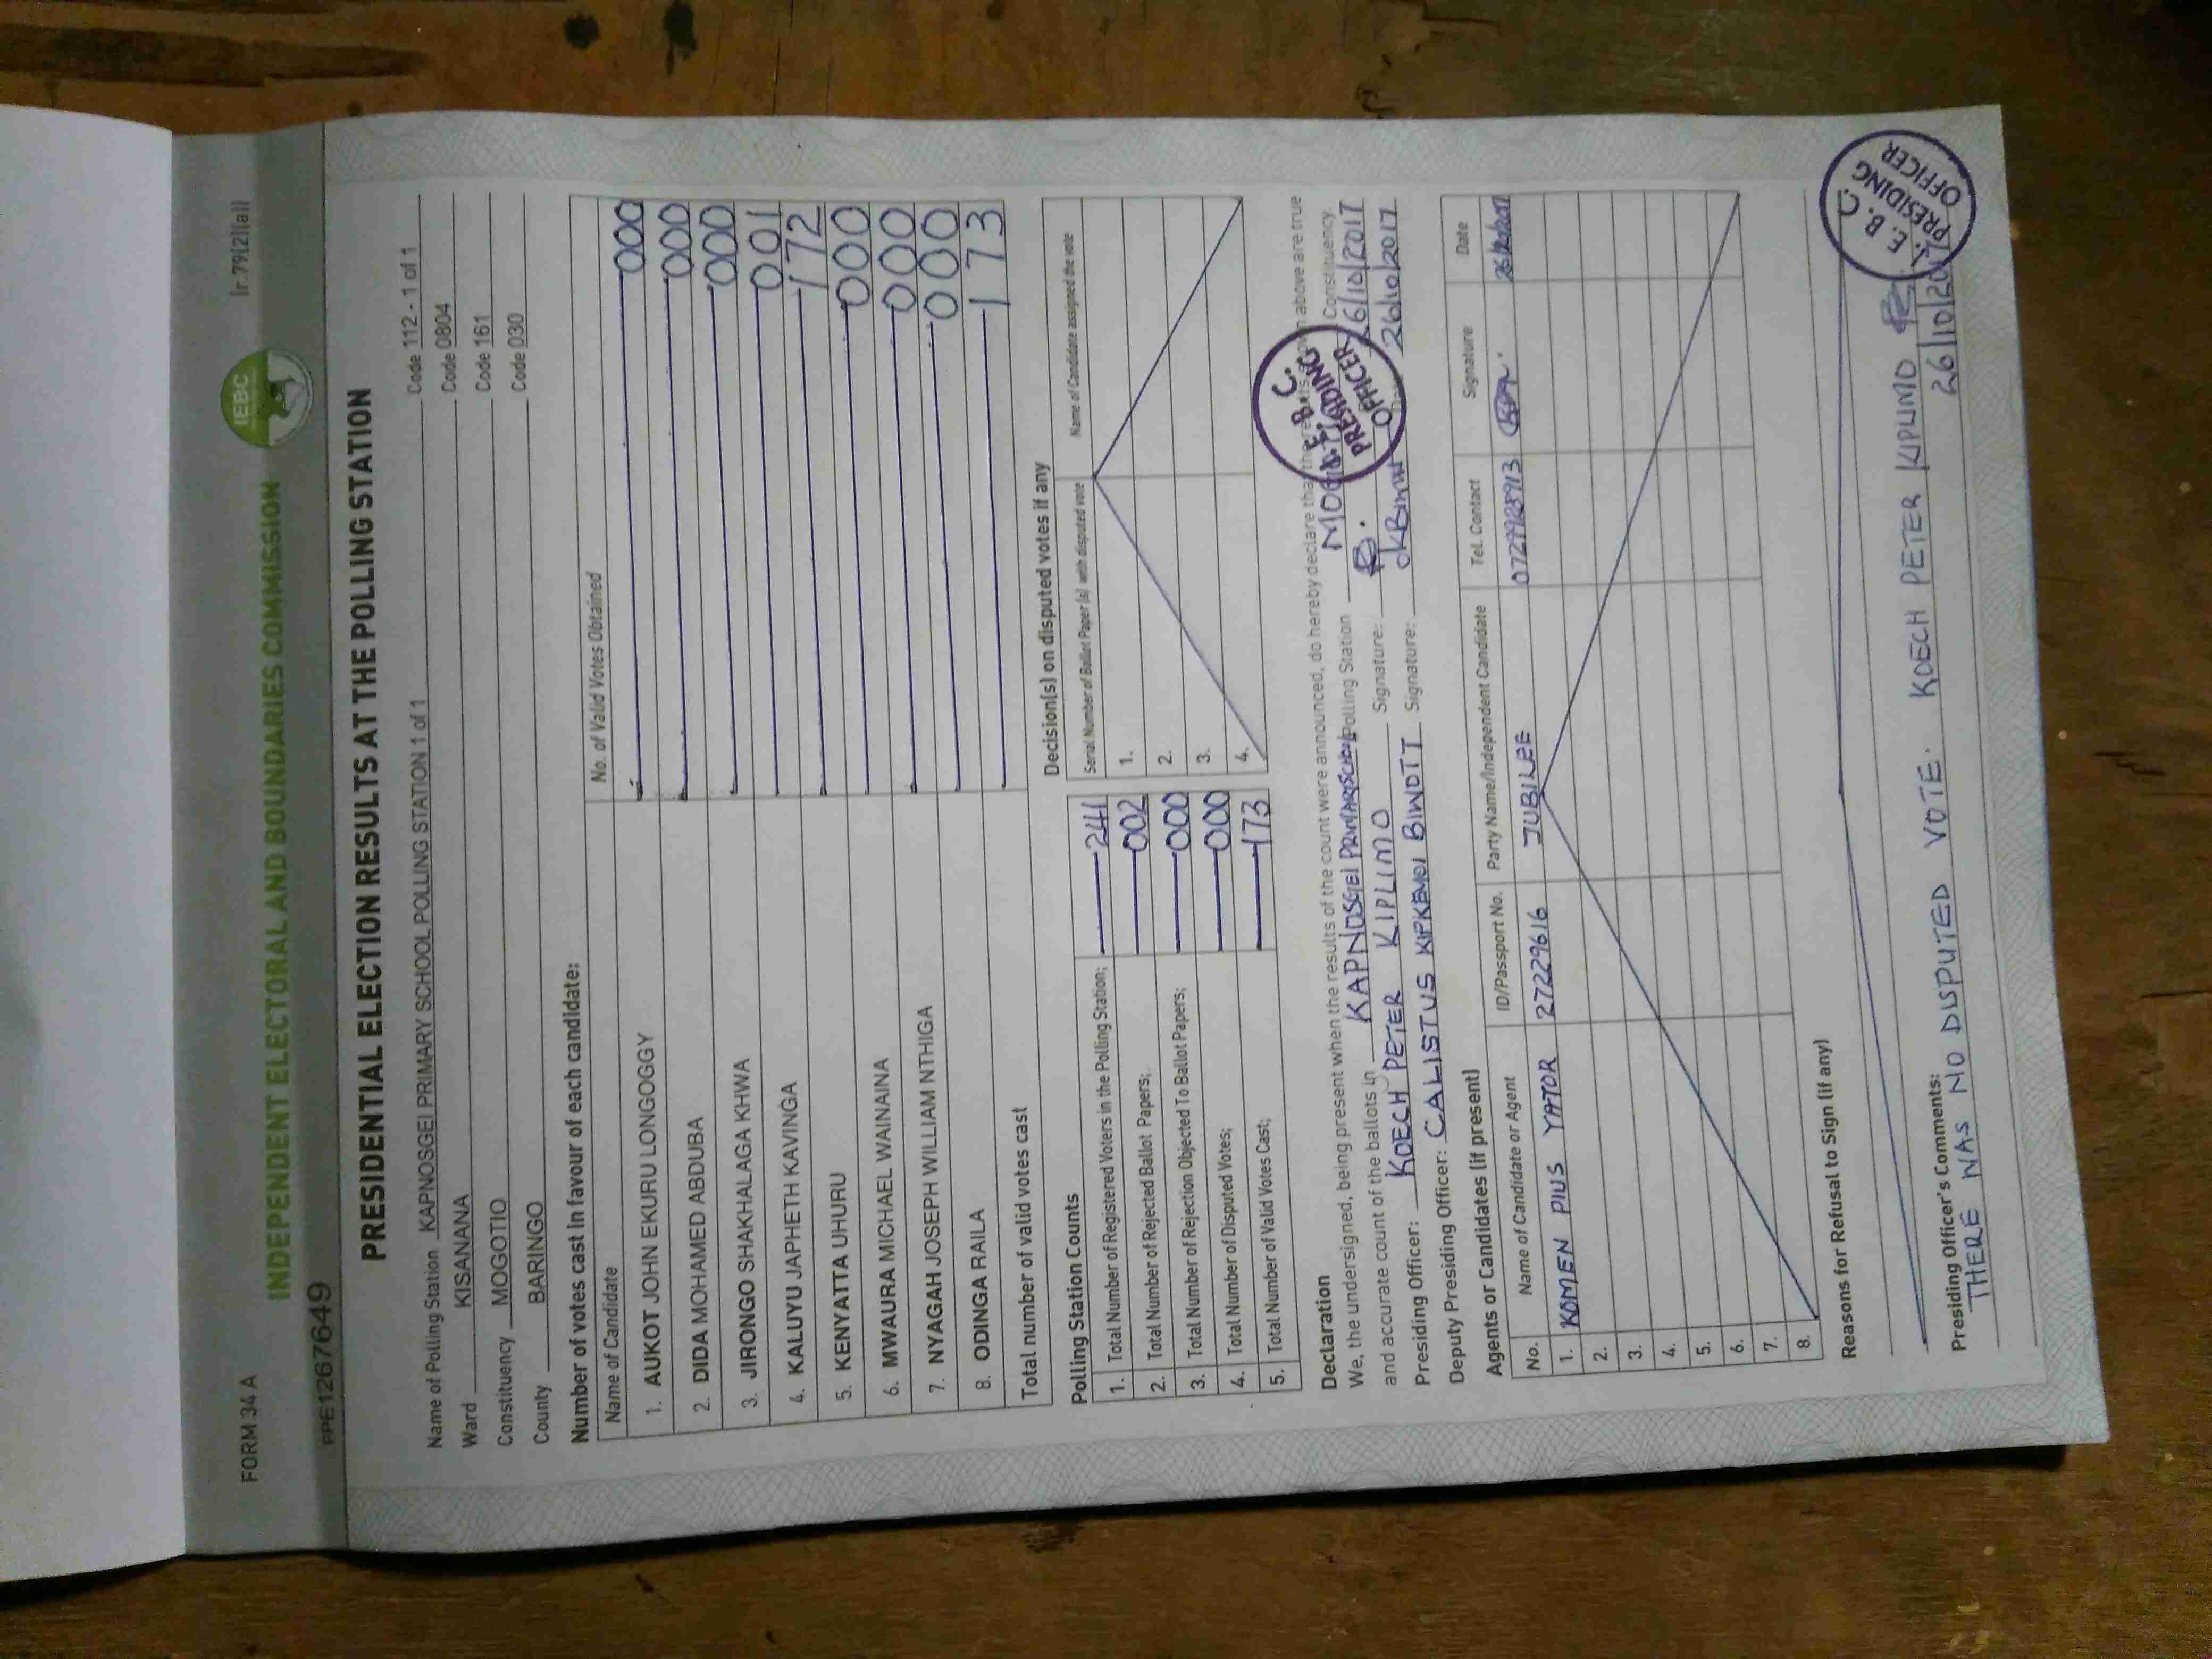 FORM 34 A
INDEPENDENT ELECTORAL AND BOUNDARIES COMMISSION
IEBC
(r.79(2)(a))
PPE1267649
PRESIDENTIAL ELECTION RESULTS AT THE POLLING STATION
Name of Polling Station KAPNOSGEI PRIMARY SCHOOL POLLING STATION 1 of 1 Code 112 - 1 of 1
Ward KISANANA Code 0804
Constituency MOGOTIO Code 161
County BARINGO Code 030
Number of votes cast in favour of each candidate:
Name of Candidate No. of Valid Votes Obtained
1. AUKOT JOHN EKURU LONGOGGY 000
2. DIDA MOHAMED ABDUBA 000
3. JIRONGO SHAKHALAGA KHWA 000
4. KALUYU JAPHETH KAVINGA 001
5. KENYATTA UHURU 172
6. MWAURA MICHAEL WAINAINA 000
7. NYAGAH JOSEPH WILLIAM NTHIGA 000
8. ODINGA RAILA 000
Total number of valid votes cast 173
Polling Station Counts
1. Total Number of Registered Voters in the Polling Station; 241
2. Total Number of Rejected Ballot Papers; 002
3. Total Number of Rejection Objected To Ballot Papers; 000
4. Total Number of Disputed Votes; 000
5. Total Number of Valid Votes Cast; 173
Decision(s) on disputed votes if any
Serial Number of Ballot Paper (s) with disputed vote Name of Candidate assigned the vote
1.
2.
3.
4.
Declaration
We, the undersigned, being present when the results of the count were announced, do hereby declare that the results shown above are true
and accurate count of the ballots in KAPNOSGEI PRIMARY SCHOOL Polling Station Constituency.
Presiding Officer: KOECH PETER KIPLIMO Signature: 26/10/2017
Deputy Presiding Officer: CALISTUS KIPKEMOI BIWOTT Signature: Date 26/10/2017
I. E. B. C. PRESIDING OFFICER
Agents or Candidates (if present)
No. Name of Candidate or Agent ID/Passport No. Party Name/Independent Candidate Tel. Contact Signature Date
1. KOMEN PIUS YATOR 27229616 JUBILEE 0729928913 26/10/2017
2.
3.
4.
5.
6.
7.
8.
Reasons for Refusal to Sign (if any)
Presiding Officer's Comments:
THERE WAS NO DISPUTED VOTE. KOECH PETER KIPLIMO
26/10/2017
I. E. B. C. PRESIDING OFFICER